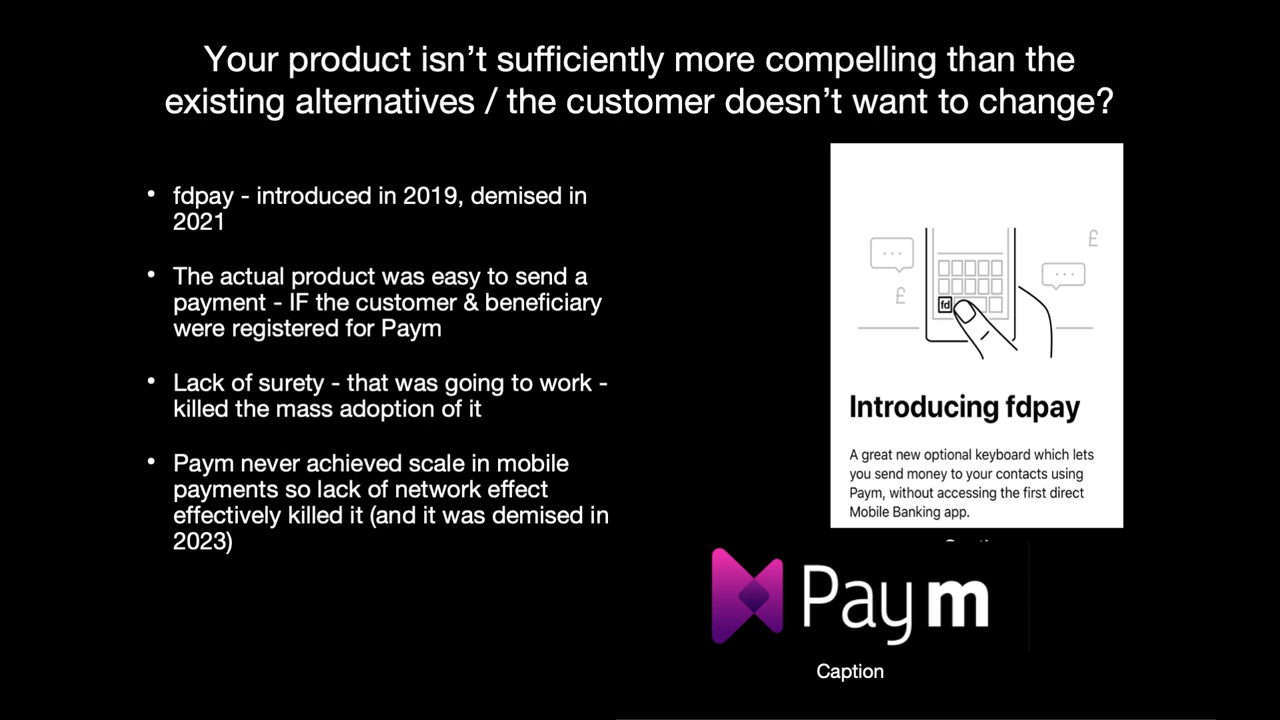 Your product isn’t sufficiently more compelling than the
existing alternatives / the customer doesn’t want to change?
• fdpay - introduced in 2019, demised in
2021
• The actual product was easy to send a
payment - IF the customer & beneficiary
were registered for Paym
• Lack of surety - that was going to work -
killed the mass adoption of it
• Paym never achieved scale in mobile
payments so lack of network effect
effectively killed it (and it was demised in
2023)
£
£
fd
Introducing fdpay
A great new optional keyboard which lets
you send money to your contacts using
Paym, without accessing the first direct
Mobile Banking app.
Paym
Caption